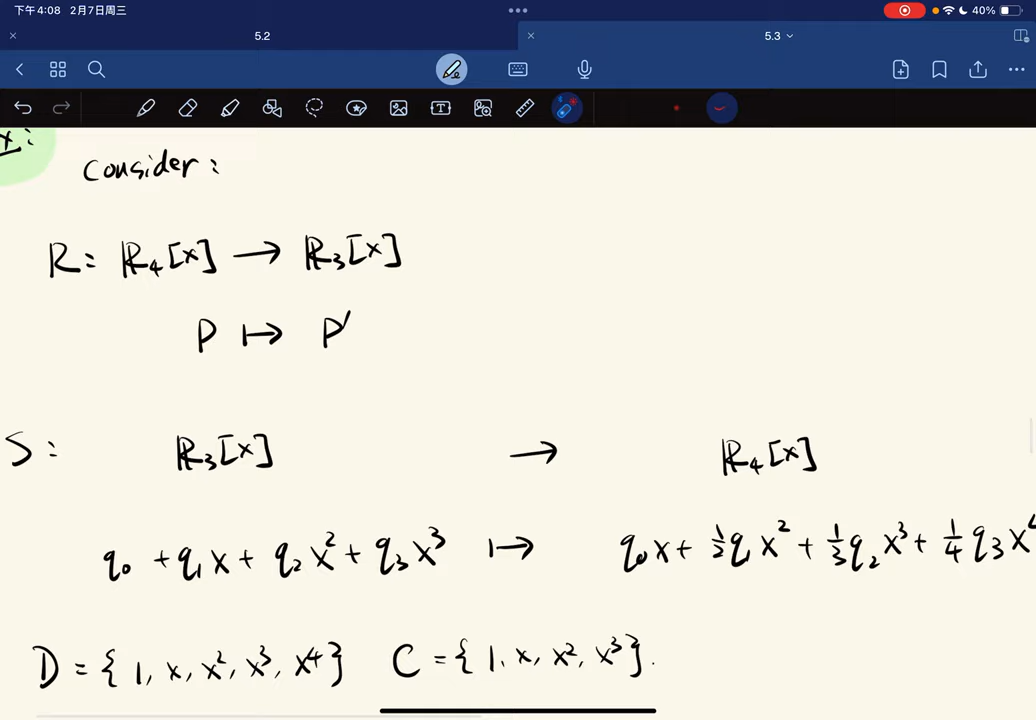 下午4:08 2月7日周三
40%
5.2
5.3
x:
Consider:
R: ℝ₄[x] → ℝ₃[x]
P ↦ P'
S: ℝ₃[x] → ℝ₄[x]
q₀ + q₁x + q₂x² + q₃x³ ↦ q₀x + ½q₁x² + ⅓q₂x³ + ¼q₃x⁴
D = {1, x, x², x³, x⁴} C = {1, x, x², x³}.